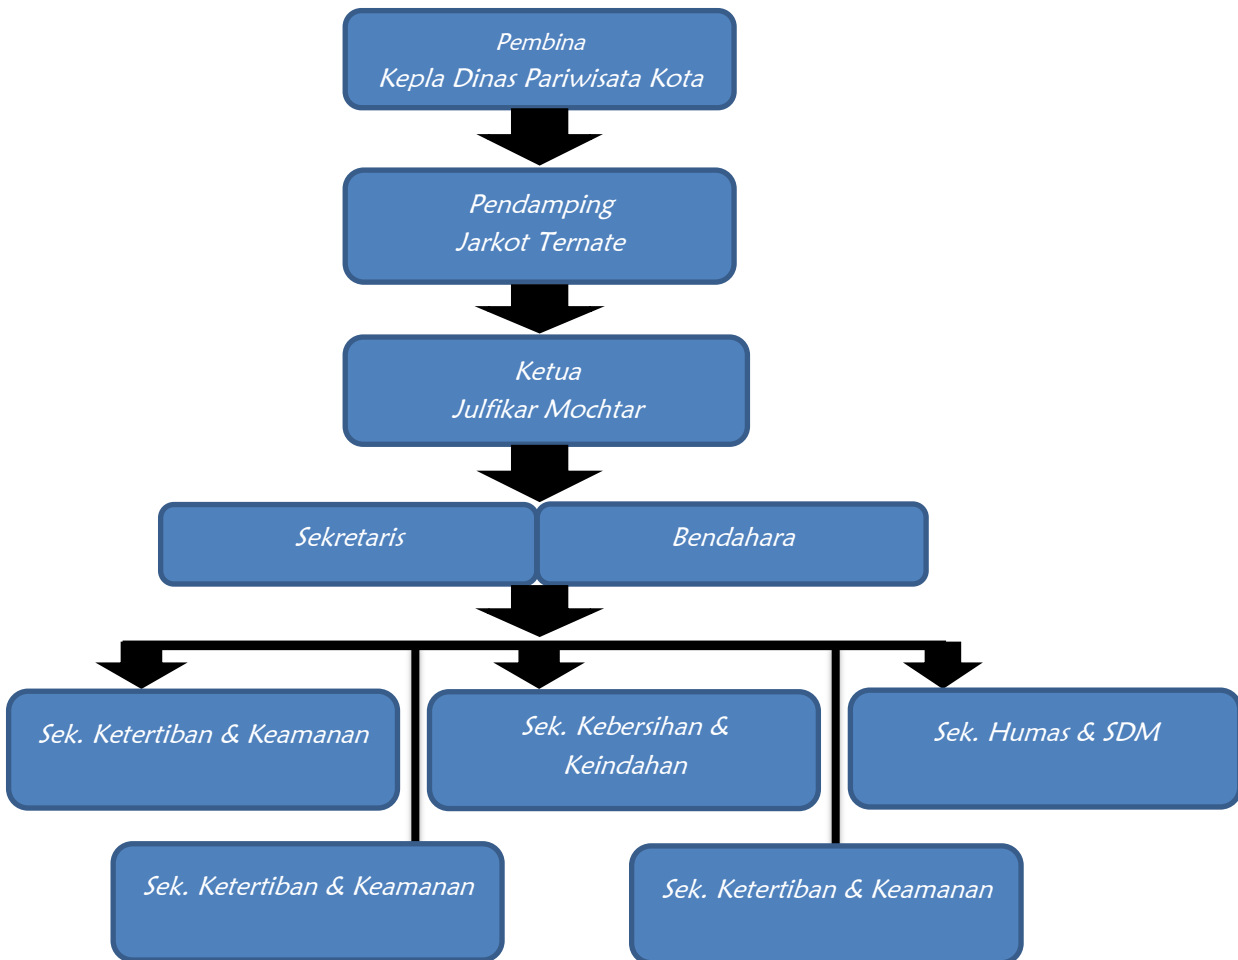 Pembina
Kepla Dinas Pariwisata Kota
Pendamping
Jarkot Ternate
Ketua
Julfikar Mochtar
Sekretaris
Bendahara
Sek. Ketertiban & Keamanan
Sek. Kebersihan &
Keindahan
Sek. Humas & SDM
Sek. Ketertiban & Keamanan
Sek. Ketertiban & Keamanan